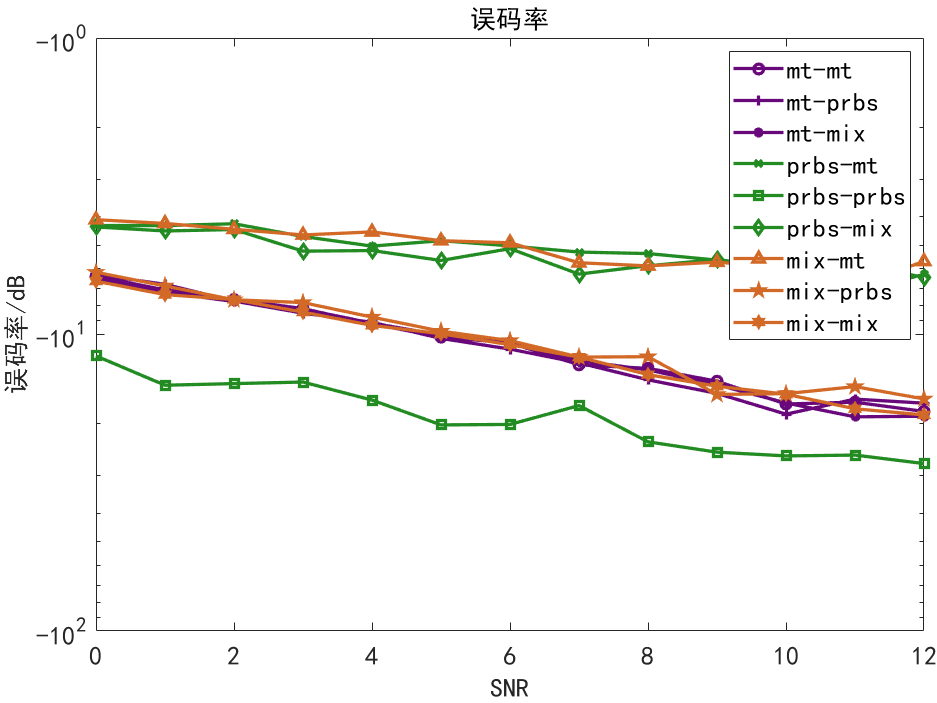 误码率
-10^0
-10^1
-10^2
误码率/dB
0 2 4 6 8 10 12
SNR
mt-mt
mt-prbs
mt-mix
prbs-mt
prbs-prbs
prbs-mix
mix-mt
mix-prbs
mix-mix